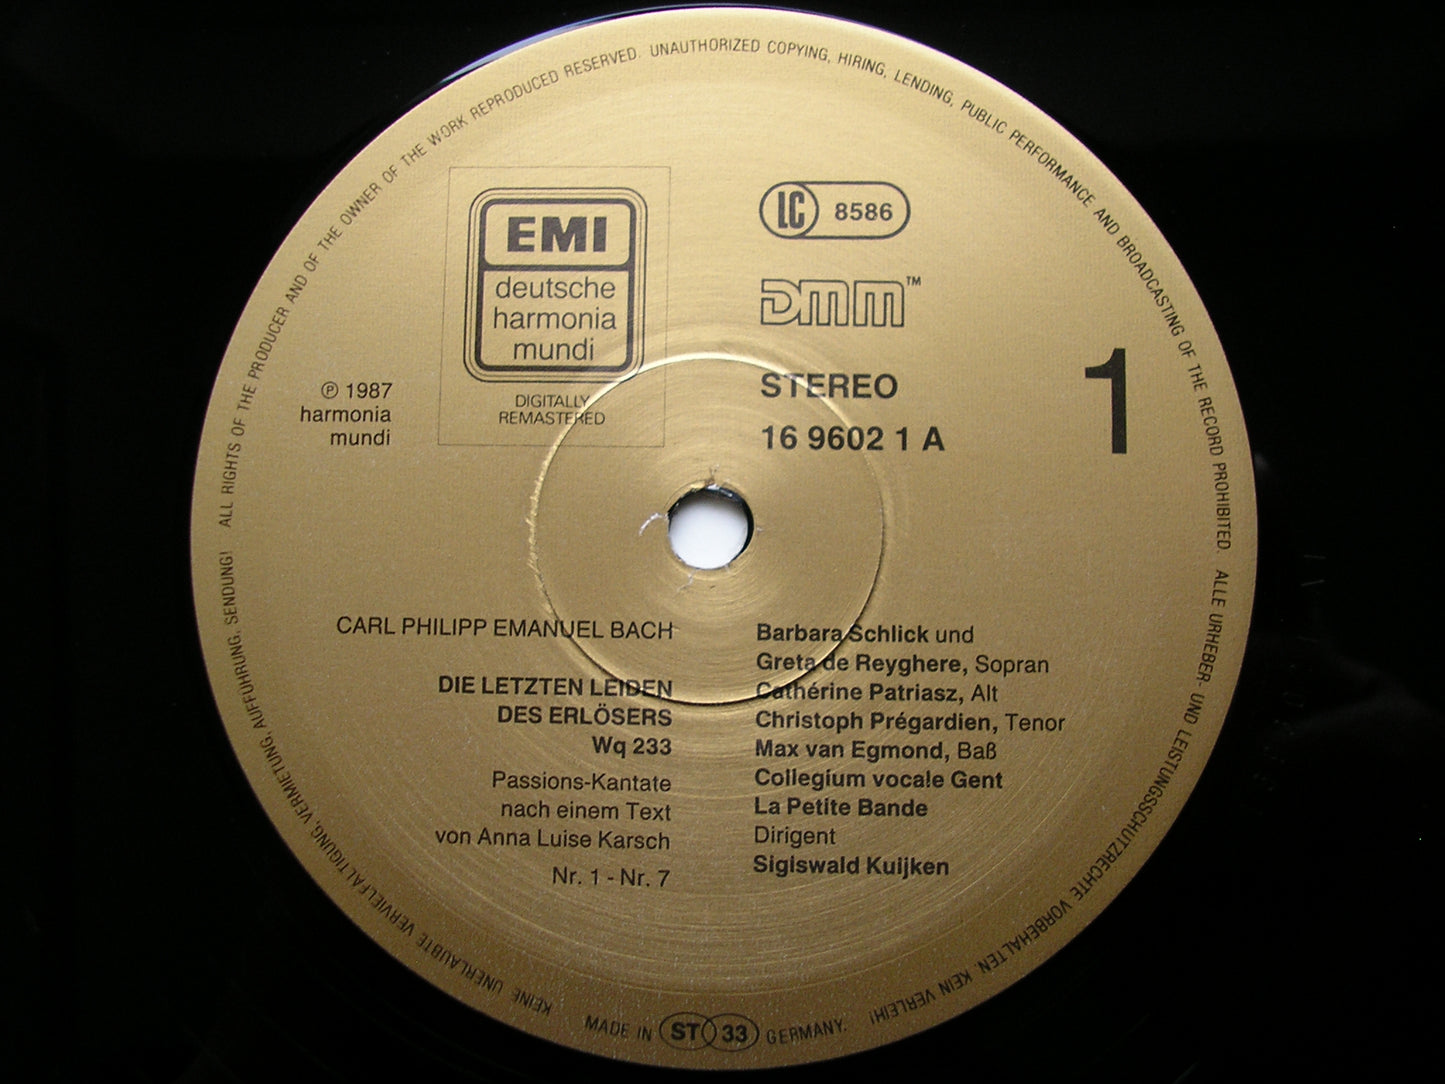 ALL RIGHTS OF THE PRODUCER AND OF THE OWNER OF THE WORK REPRODUCED RESERVED. UNAUTHORIZED COPYING, HIRING, LENDING, PUBLIC PERFORMANCE AND BROADCASTING OF THE RECORD PROHIBITED. ALLE URHEBER- UND LEISTUNGSSCHUTZRECHTE VORBEHALTEN. KEIN VERLEIH! KEINE UNERLAUBTE VERVIELFÄLTIGUNG, VERMIETUNG, AUFFÜHRUNG, SENDUNG!
EMI
deutsche
harmonia
mundi
DIGITALLY
REMASTERED
℗ 1987
harmonia
mundi
LC 8586
DMM™
STEREO
16 9602 1 A
1
CARL PHILIPP EMANUEL BACH
DIE LETZTEN LEIDEN
DES ERLÖSERS
Wq 233
Passions-Kantate
nach einem Text
von Anna Luise Karsch
Nr. 1 - Nr. 7
Barbara Schlick und
Greta de Reyghere, Sopran
Cathérine Patriasz, Alt
Christoph Prégardien, Tenor
Max van Egmond, Baß
Collegium vocale Gent
La Petite Bande
Dirigent
Sigiswald Kuijken
MADE IN ST 33 GERMANY.